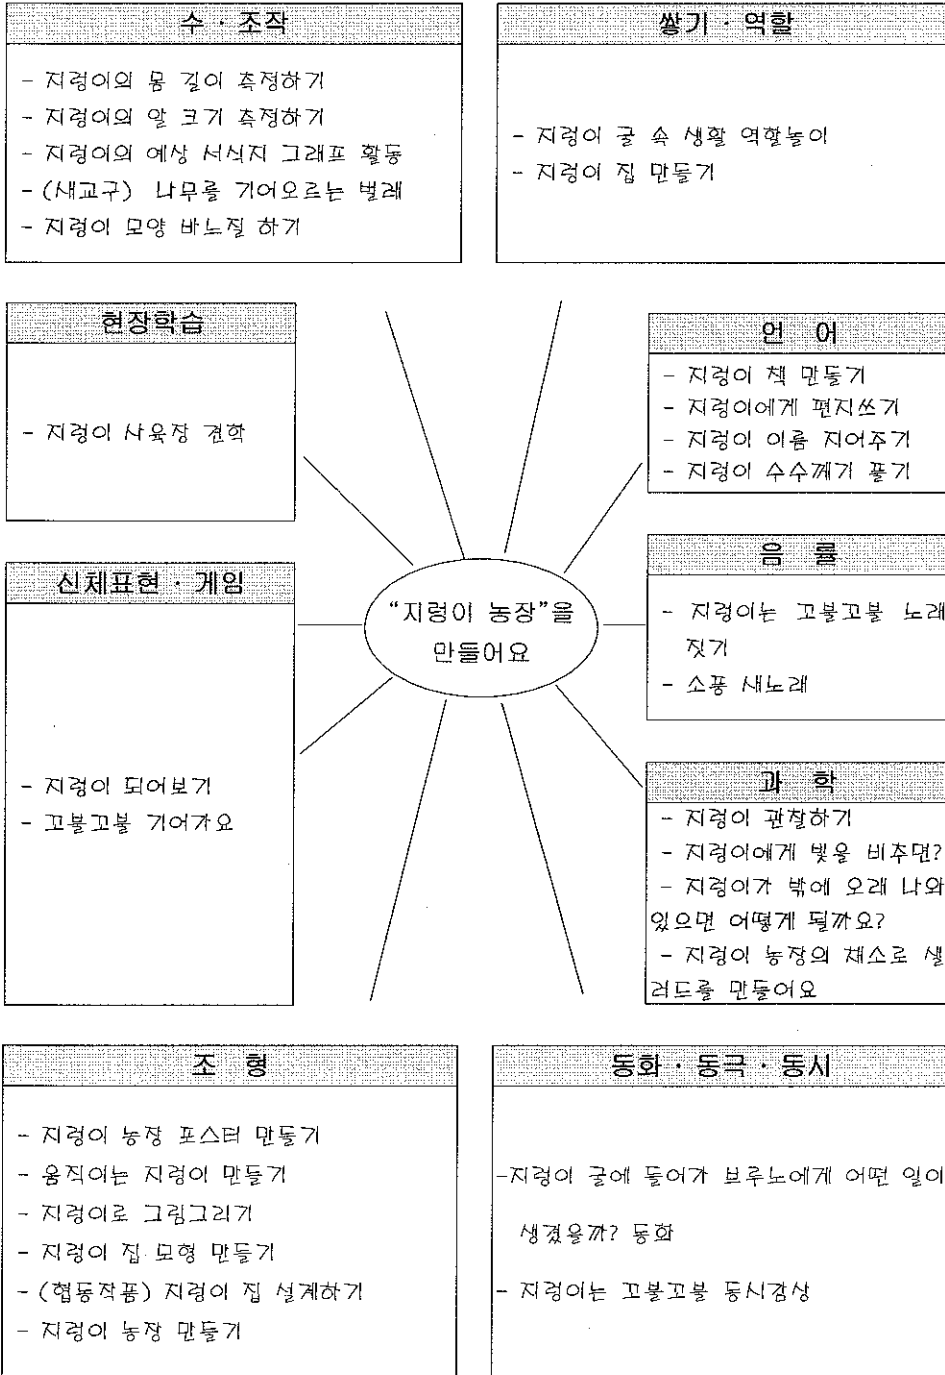 수 · 조작
- 지렁이의 몸 길이 측정하기
- 지렁이의 알 크기 측정하기
- 지렁이의 예상 서식지 그래프 활동
- (새교구) 나무를 기어오르는 벌레
- 지렁이 모양 바느질 하기
쌓기 · 역할
- 지렁이 굴 속 생활 역할놀이
- 지렁이 집 만들기
현장학습
- 지렁이 사육장 견학
언 어
- 지렁이 책 만들기
- 지렁이에게 편지쓰기
- 지렁이 이름 지어주기
- 지렁이 수수께기 풀기
신체표현 · 게임
- 지렁이 되어보기
- 꼬불꼬불 기어가요
"지렁이 농장"을
만들어요
음 률
- 지렁이는 꼬불꼬불 노래
짓기
- 소풍 새노래
과 학
- 지렁이 관찰하기
- 지렁이에게 빛을 비추면?
- 지렁이가 밖에 오래 나와
있으면 어떻게 될까요?
- 지렁이 농장의 채소로 샐
러드를 만들어요
조 형
- 지렁이 농장 포스터 만들기
- 움직이는 지렁이 만들기
- 지렁이로 그림그리기
- 지렁이 집 모형 만들기
- (협동작품) 지렁이 집 설계하기
- 지렁이 농장 만들기
동화 · 동극 · 동시
-지렁이 굴에 들어가 브루노에게 어떤 일이
생겼을까? 동화
- 지렁이는 꼬불꼬불 동시감상